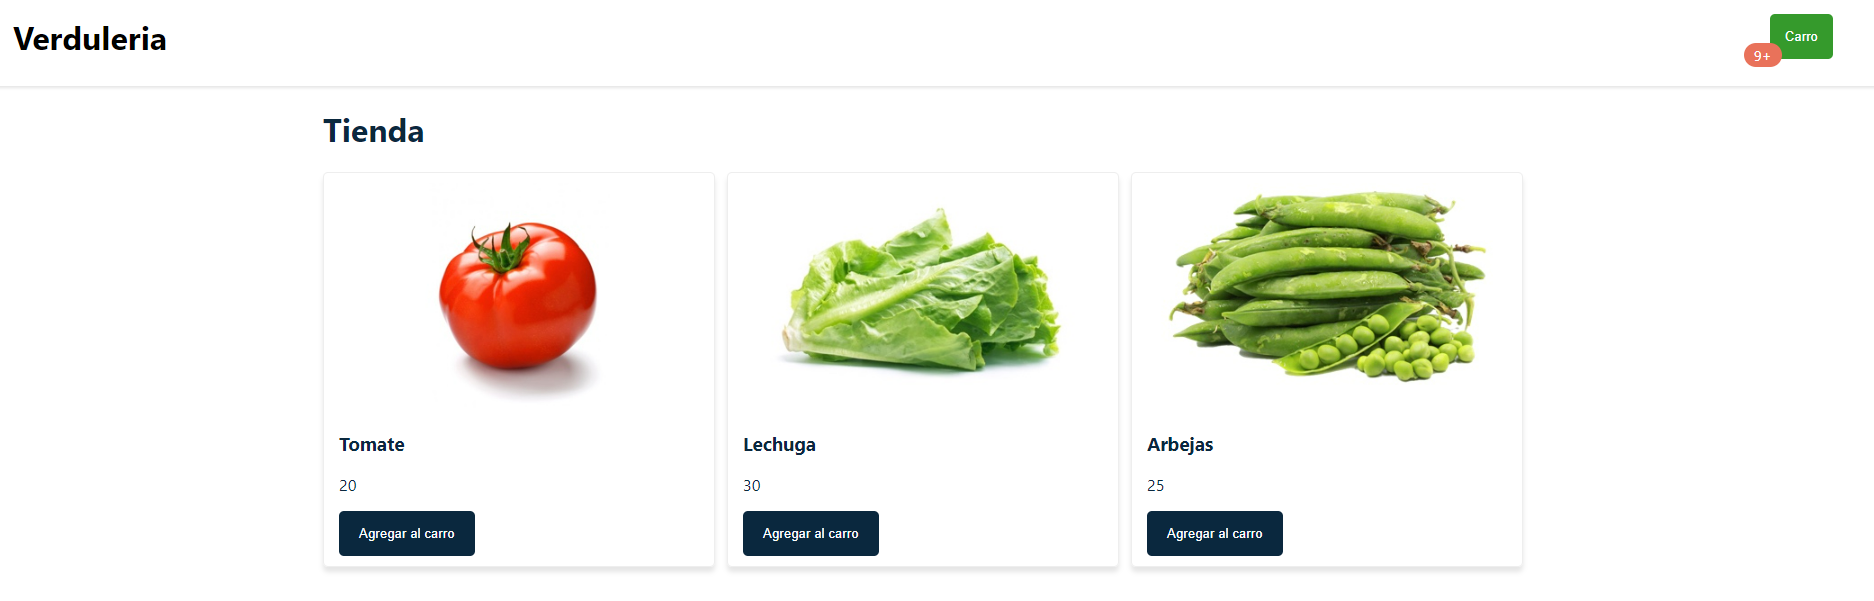 Verduleria
Carro
9+
Tienda
Tomate
20
Agregar al carro
Lechuga
30
Agregar al carro
Arbejas
25
Agregar al carro